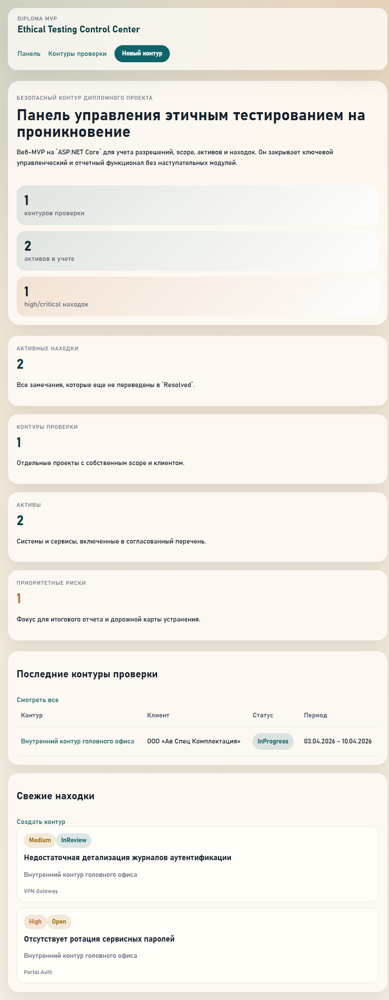 DIPLOMA MVP
Ethical Testing Control Center
Панель Контуры проверки Новый контур
БЕЗОПАСНЫЙ КОНТУР ДИПЛОМНОГО ПРОЕКТА
Панель управления этичным тестированием на
проникновение
Веб-MVP на `ASP.NET Core` для учета разрешений, scope, активов и находок. Он закрывает ключевой
управленческий и отчетный функционал без наступательных модулей.
1
контуров проверки
2
активов в учете
1
high/critical находок
АКТИВНЫЕ НАХОДКИ
2
Все замечания, которые еще не переведены в `Resolved`.
КОНТУРЫ ПРОВЕРКИ
1
Отдельные проекты с собственным scope и клиентом.
АКТИВЫ
2
Системы и сервисы, включенные в согласованный перечень.
ПРИОРИТЕТНЫЕ РИСКИ
1
Фокус для итогового отчета и дорожной карты устранения.
Последние контуры проверки
Смотреть все
Контур Клиент Статус Период
Внутренний контур головного офиса ООО «Ав Спец Комплектация» InProgress 03.04.2026 - 10.04.2026
Свежие находки
Создать контур
Medium InReview
Недостаточная детализация журналов аутентификации
Внутренний контур головного офиса
VPN Gateway
High Open
Отсутствует ротация сервисных паролей
Внутренний контур головного офиса
Portal.Auth